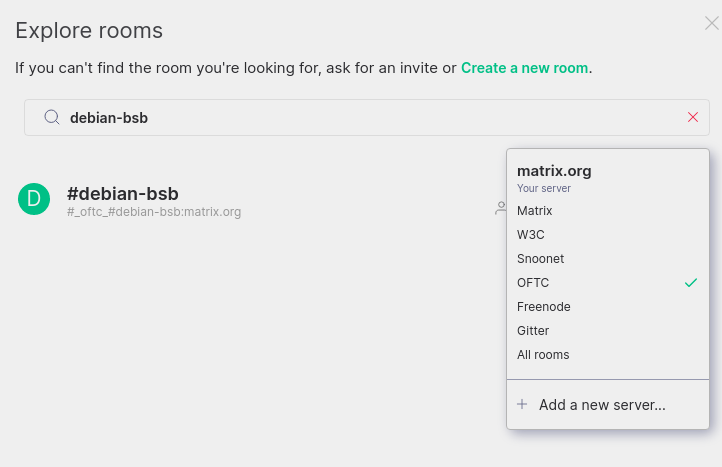 Explore rooms
If you can't find the room you're looking for, ask for an invite or Create a new room.
debian-bsb
D
#debian-bsb
#_oftc_#debian-bsb:matrix.org
matrix.org
Your server
Matrix
W3C
Snoonet
OFTC
Freenode
Gitter
All rooms
Add a new server...